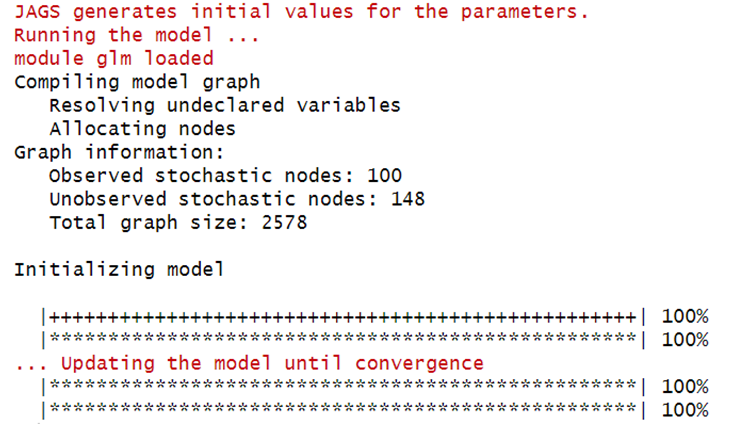 JAGS generates initial values for the parameters.
Running the model ...
module glm loaded
Compiling model graph
   Resolving undeclared variables
   Allocating nodes
Graph information:
   Observed stochastic nodes: 100
   Unobserved stochastic nodes: 148
   Total graph size: 2578

Initializing model

  |++++++++++++++++++++++++++++++++++++++++++++++++++| 100%
  |**************************************************| 100%
... Updating the model until convergence
  |**************************************************| 100%
  |**************************************************| 100%